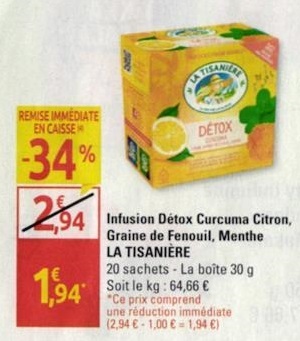 REMISE IMMÉDIATE
EN CAISSE
-34%
2€,94
1€,94*
LA TISANIÈRE
DÉTOX
Infusion Détox Curcuma Citron,
Graine de Fenouil, Menthe
LA TISANIÈRE
20 sachets - La boîte 30 g
Soit le kg : 64,66 €
*Ce prix comprend
une réduction immédiate
(2,94 € - 1,00 € = 1,94 €)